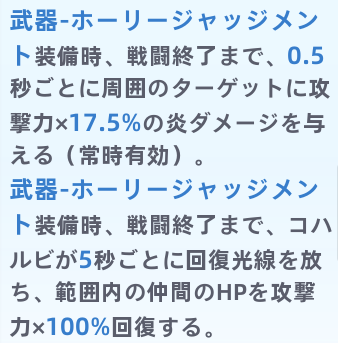 武器-ホーリージャッジメン
ト装備時、戦闘終了まで、0.5
秒ごとに周囲のターゲットに攻
撃力×17.5%の炎ダメージを与
える（常時有効）。
武器-ホーリージャッジメン
ト装備時、戦闘終了まで、コハ
ルビが5秒ごとに回復光線を放
ち、範囲内の仲間のHPを攻撃
力×100%回復する。